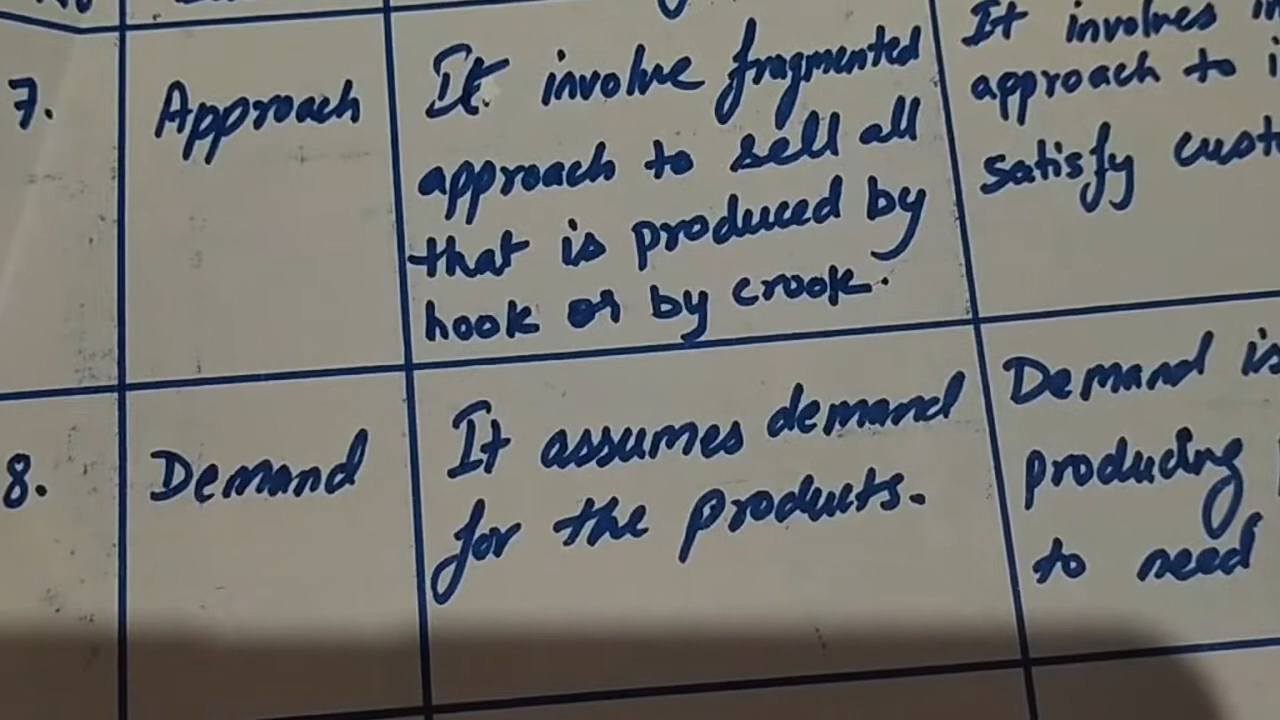 7.
Approach
It involve fragmented
approach to sell all
that is produced by
hook or by crook.
It involves
approach to
satisfy
8.
Demand
It assumes demand
for the products.
Demand is
producing
to need